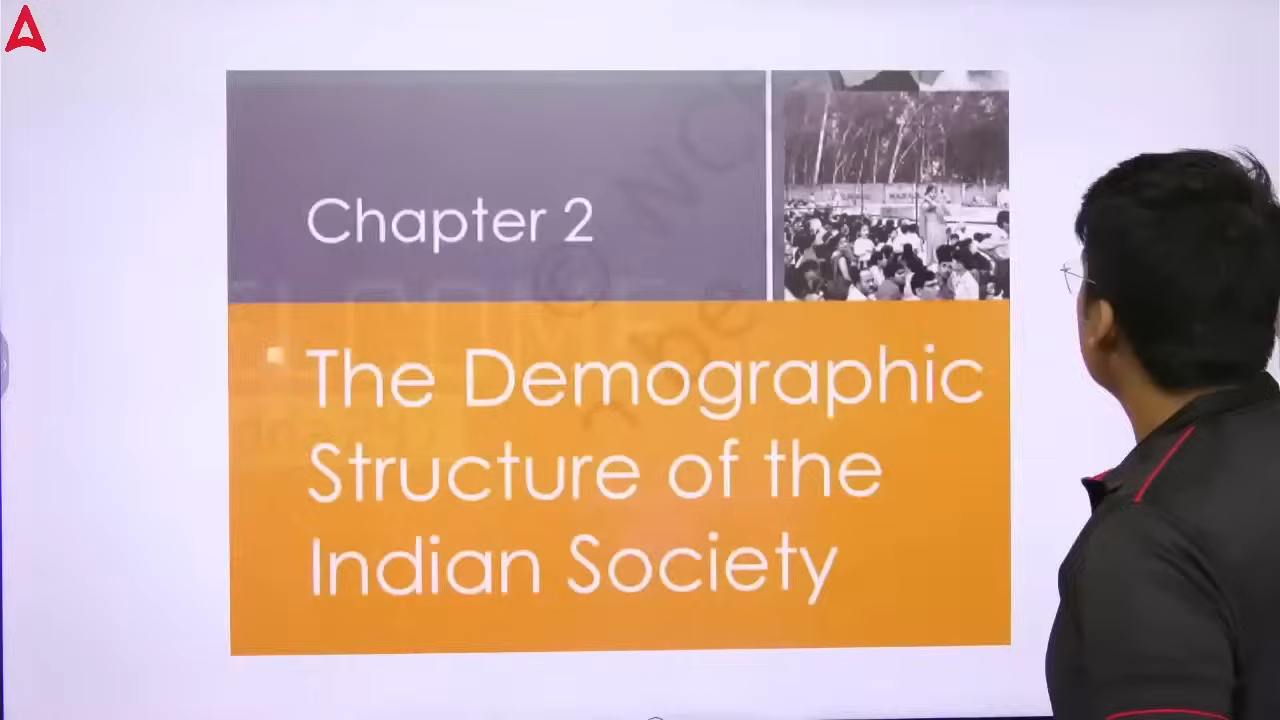 Chapter 2
The Demographic
Structure of the
Indian Society